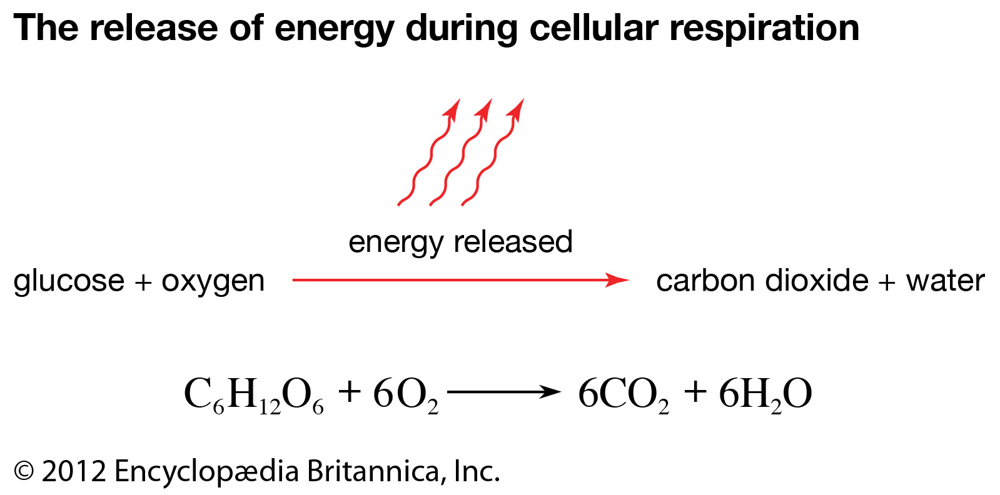 The release of energy during cellular respiration
energy released
glucose + oxygen → carbon dioxide + water
C₆H₁₂O₆ + 6O₂ → 6CO₂ + 6H₂O
© 2012 Encyclopædia Britannica, Inc.